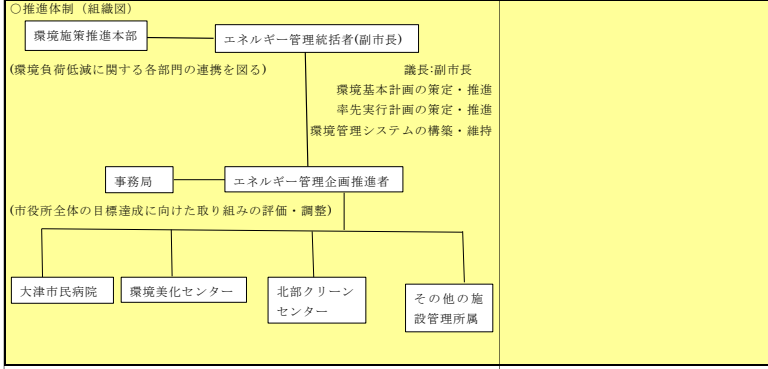 ○推進体制（組織図）
環境施策推進本部
エネルギー管理統括者(副市長)
(環境負荷低減に関する各部門の連携を図る)
議長:副市長
環境基本計画の策定・推進
率先実行計画の策定・推進
環境管理システムの構築・維持
事務局
エネルギー管理企画推進者
(市役所全体の目標達成に向けた取り組みの評価・調整)
大津市民病院
環境美化センター
北部クリーン
センター
その他の施
設管理所属